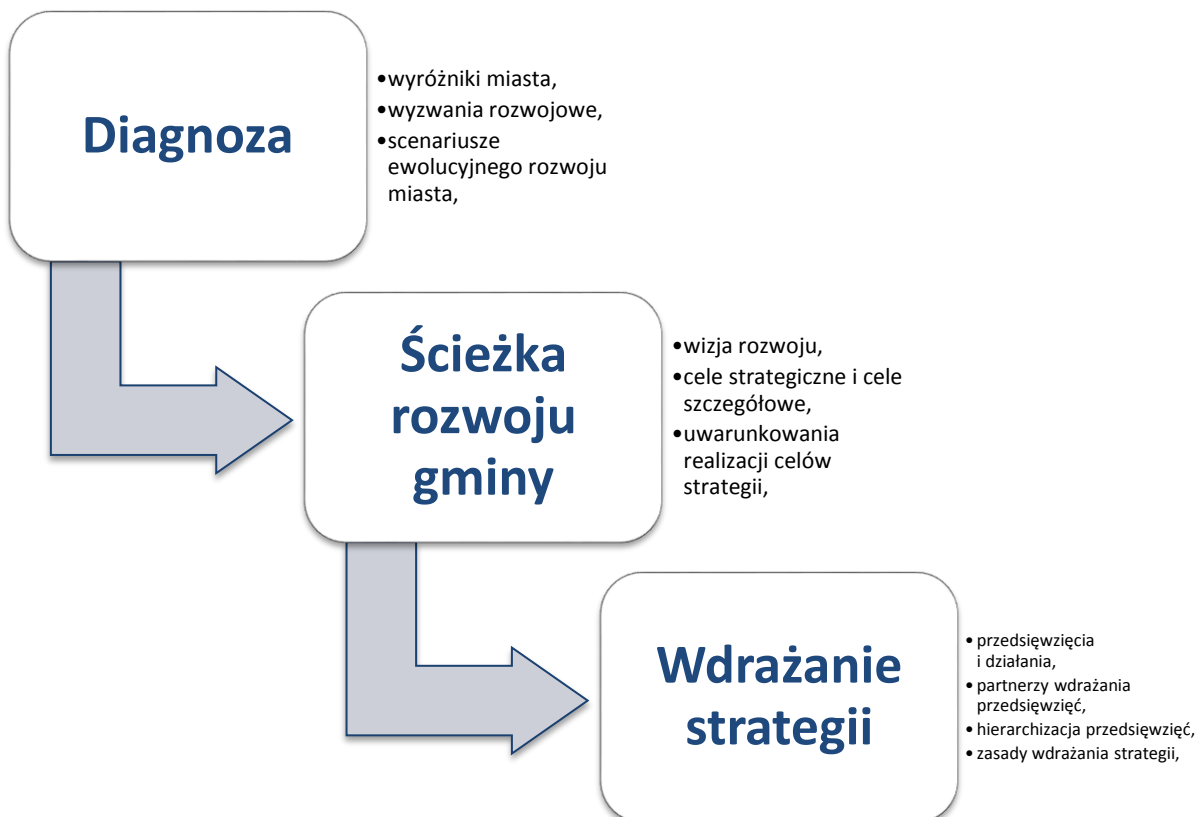 Diagnoza
•wyróżniki miasta,
•wyzwania rozwojowe,
•scenariusze
ewolucyjnego rozwoju
miasta,
Ścieżka
rozwoju
gminy
•wizja rozwoju,
•cele strategiczne i cele
szczegółowe,
•uwarunkowania
realizacji celów
strategii,
Wdrażanie
strategii
• przedsięwzięcia
i działania,
• partnerzy wdrażania
przedsięwzięć,
• hierarchizacja przedsięwzięć,
• zasady wdrażania strategii,